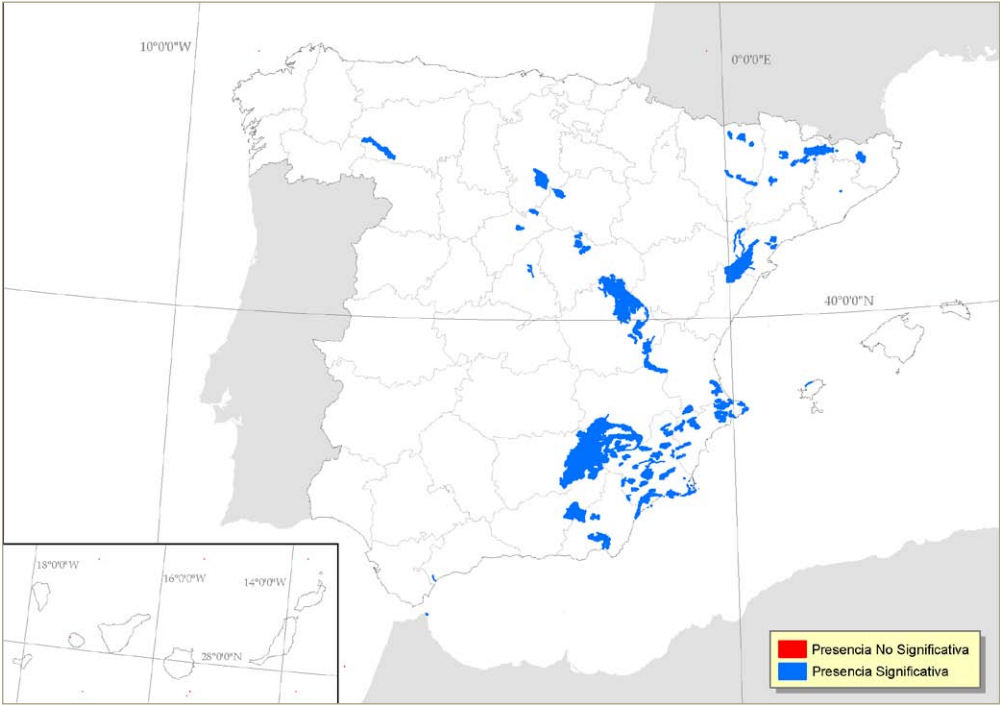 10°0'0"W
0°0'0"E
40°0'0"N
18°0'0"W
16°0'0"W
14°0'0"W
28°0'0"N
Presencia No Significativa
Presencia Significativa